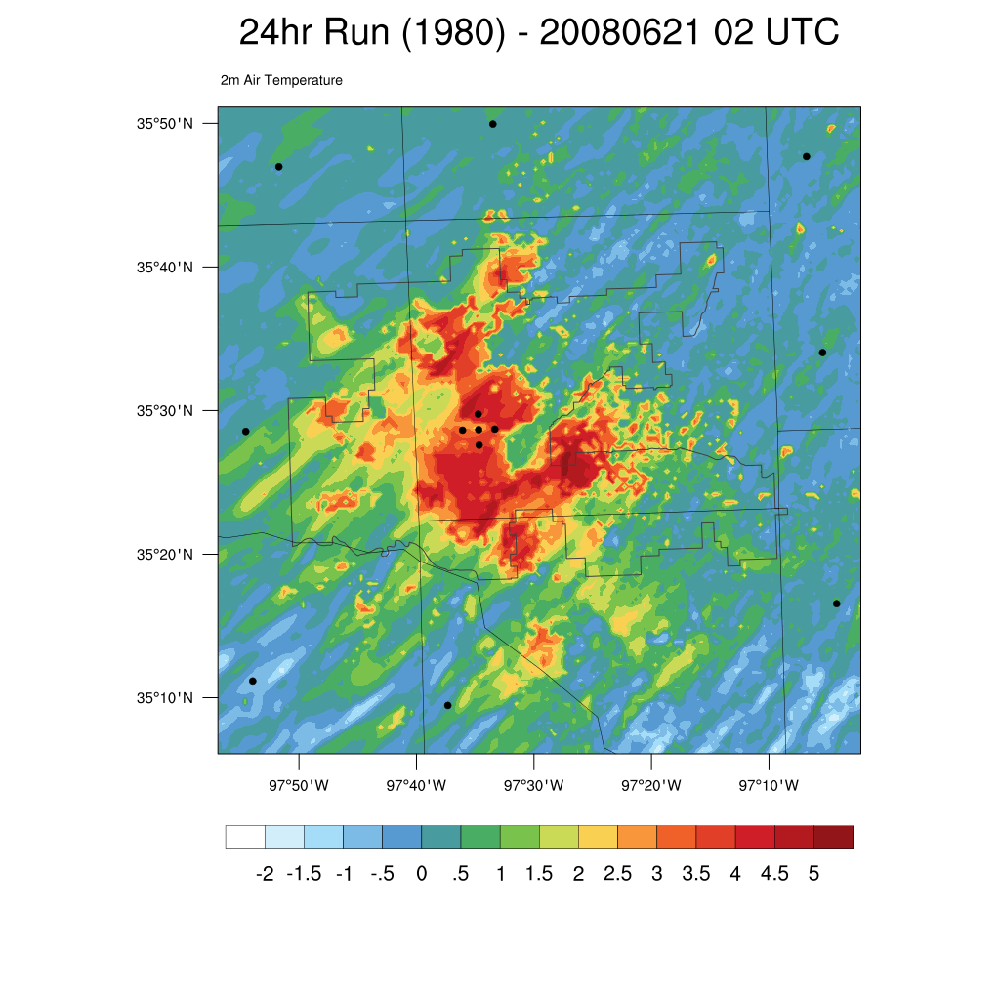 24hr Run (1980) - 20080621 02 UTC
2m Air Temperature
35°50'N
35°40'N
35°30'N
35°20'N
35°10'N
97°50'W 97°40'W 97°30'W 97°20'W 97°10'W
-2 -1.5 -1 -.5 0 .5 1 1.5 2 2.5 3 3.5 4 4.5 5